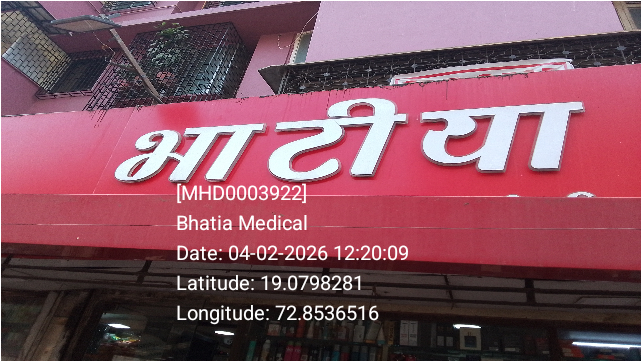 भाटीया
[MHD0003922]
Bhatia Medical
Date: 04-02-2026 12:20:09
Latitude: 19.0798281
Longitude: 72.8536516